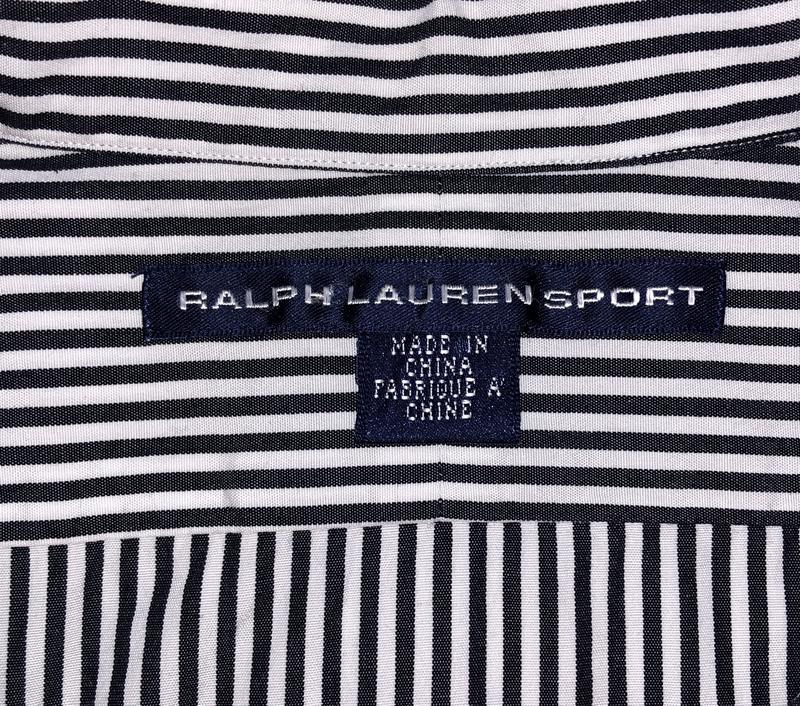 RALPH LAUREN SPORT
MADE IN
CHINA
FABRIQUE A'
CHINE